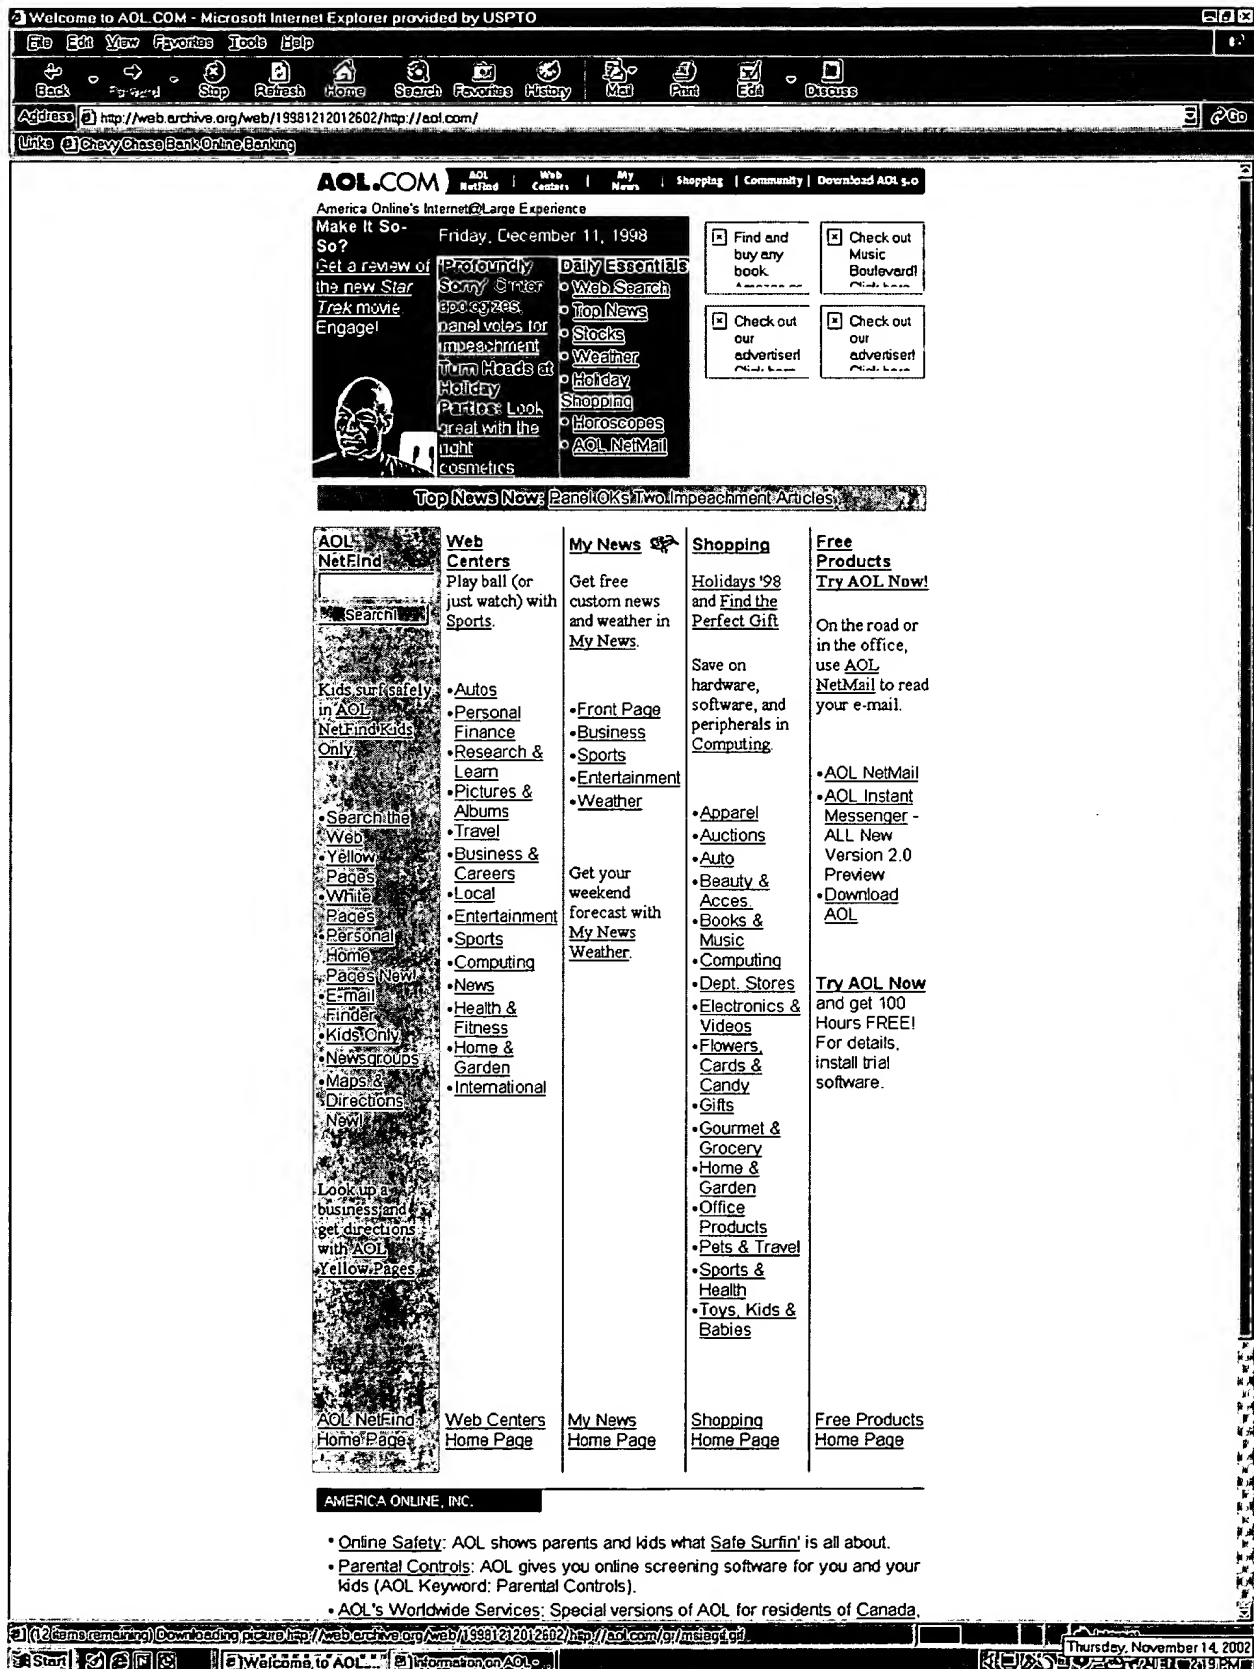 Welcome to AOL.COM - Microsoft Internet Explorer provided by USPTO
File Edit View Favorites Tools Help
Back Forward Stop Refresh Home Search Favorites History Mail Print Edit Discuss
Address http://web.archive.org/web/19981212012602/http://aol.com/ Go
Links Chevy Chase Bank Online Banking
AOL.COM AOL NetFind | Web Centers | My News | Shopping | Community | Download AOL 5.0
America Online's Internet@Large Experience
Make It So-
So?
Get a review of
the new Star
Trek movie.
Engage!
Friday, December 11, 1998
'Profoundly
Sorry' Clinton
apologizes,
panel votes for
impeachment
Turn Heads at
Holiday
Parties: Look
great with the
right
cosmetics
Daily Essentials
• Web Search
• Top News
• Stocks
• Weather
• Holiday
Shopping
• Horoscopes
• AOL NetMail
Find and
buy any
book
Check out
Music
Boulevard!
Click here
Check out
our
advertiser!
Click here
Check out
our
advertiser!
Click here
Top News Now: Panel OKs Two Impeachment Articles
AOL
NetFind
Search!
Kids surf safely
in AOL
NetFind Kids
Only.
•Search the
Web
•Yellow
Pages
•White
Pages
•Personal
Home
Pages New!
•E-mail
Finder
•Kids Only
•Newsgroups
•Maps &
Directions
New!
Look up a
business and
get directions
with AOL
Yellow Pages.
AOL NetFind
Home Page
Web
Centers
Play ball (or
just watch) with
Sports.
•Autos
•Personal
Finance
•Research &
Learn
•Pictures &
Albums
•Travel
•Business &
Careers
•Local
•Entertainment
•Sports
•Computing
•News
•Health &
Fitness
•Home &
Garden
•International
Web Centers
Home Page
My News
Get free
custom news
and weather in
My News.
•Front Page
•Business
•Sports
•Entertainment
•Weather
Get your
weekend
forecast with
My News
Weather.
My News
Home Page
Shopping
Holidays '98
and Find the
Perfect Gift
Save on
hardware,
software, and
peripherals in
Computing.
•Apparel
•Auctions
•Auto
•Beauty &
Acces.
•Books &
Music
•Computing
•Dept. Stores
•Electronics &
Videos
•Flowers,
Cards &
Candy
•Gifts
•Gourmet &
Grocery
•Home &
Garden
•Office
Products
•Pets & Travel
•Sports &
Health
•Toys, Kids &
Babies
Shopping
Home Page
Free
Products
Try AOL Now!
On the road or
in the office,
use AOL
NetMail to read
your e-mail.
•AOL NetMail
•AOL Instant
Messenger -
ALL New
Version 2.0
Preview
•Download
AOL
Try AOL Now
and get 100
Hours FREE!
For details,
install trial
software.
Free Products
Home Page
AMERICA ONLINE, INC.
• Online Safety: AOL shows parents and kids what Safe Surfin' is all about.
• Parental Controls: AOL gives you online screening software for you and your
kids (AOL Keyword: Parental Controls).
• AOL's Worldwide Services: Special versions of AOL for residents of Canada,
(12 items remaining) Downloading picture http://web.archive.org/web/19981212012602/http://aol.com/gr/msiegd.gif Internet
Thursday, November 14, 2002
Start Welcome to AOL... Information on AOL - ... 2:19 PM